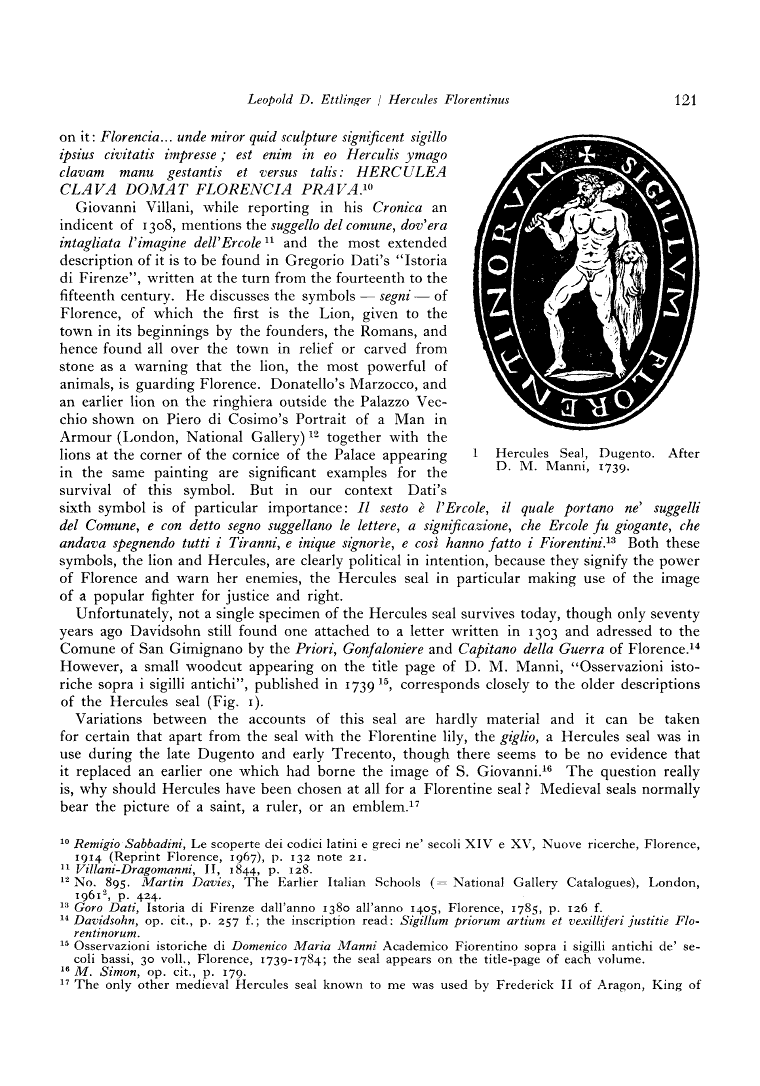 Leopold D. Ettlinger / Hercules Florentinus
121
on it: Florencia... unde miror quid sculpture significent sigillo
ipsius civitatis impresse ; est enim in eo Herculis ymago
clavam manu gestantis et versus talis: HERCULEA
CLAVA DOMAT FLORENCIA PRAVA.¹⁰
Giovanni Villani, while reporting in his Cronica an
indicent of 1308, mentions the suggello del comune, dov'era
intagliata l'imagine dell'Ercole ¹¹ and the most extended
description of it is to be found in Gregorio Dati's “Istoria
di Firenze”, written at the turn from the fourteenth to the
fifteenth century. He discusses the symbols — segni — of
Florence, of which the first is the Lion, given to the
town in its beginnings by the founders, the Romans, and
hence found all over the town in relief or carved from
stone as a warning that the lion, the most powerful of
animals, is guarding Florence. Donatello's Marzocco, and
an earlier lion on the ringhiera outside the Palazzo Vec-
chio shown on Piero di Cosimo's Portrait of a Man in
Armour (London, National Gallery) ¹² together with the
lions at the corner of the cornice of the Palace appearing
in the same painting are significant examples for the
survival of this symbol. But in our context Dati's
SIGILLVM FLORENTINORVM
1 Hercules Seal, Dugento. After
D. M. Manni, 1739.
sixth symbol is of particular importance: Il sesto è l'Ercole, il quale portano ne' suggelli
del Comune, e con detto segno suggellano le lettere, a significazione, che Ercole fu giogante, che
andava spegnendo tutti i Tiranni, e inique signorìe, e così hanno fatto i Fiorentini.¹³ Both these
symbols, the lion and Hercules, are clearly political in intention, because they signify the power
of Florence and warn her enemies, the Hercules seal in particular making use of the image
of a popular fighter for justice and right.
Unfortunately, not a single specimen of the Hercules seal survives today, though only seventy
years ago Davidsohn still found one attached to a letter written in 1303 and adressed to the
Comune of San Gimignano by the Priori, Gonfaloniere and Capitano della Guerra of Florence.¹⁴
However, a small woodcut appearing on the title page of D. M. Manni, “Osservazioni isto-
riche sopra i sigilli antichi”, published in 1739 ¹⁵, corresponds closely to the older descriptions
of the Hercules seal (Fig. 1).
Variations between the accounts of this seal are hardly material and it can be taken
for certain that apart from the seal with the Florentine lily, the giglio, a Hercules seal was in
use during the late Dugento and early Trecento, though there seems to be no evidence that
it replaced an earlier one which had borne the image of S. Giovanni.¹⁶ The question really
is, why should Hercules have been chosen at all for a Florentine seal? Medieval seals normally
bear the picture of a saint, a ruler, or an emblem.¹⁷
¹⁰ Remigio Sabbadini, Le scoperte dei codici latini e greci ne' secoli XIV e XV, Nuove ricerche, Florence,
1914 (Reprint Florence, 1967), p. 132 note 21.
¹¹ Villani-Dragomanni, II, 1844, p. 128.
¹² No. 895. Martin Davies, The Earlier Italian Schools (= National Gallery Catalogues), London,
1961², p. 424.
¹³ Goro Dati, Istoria di Firenze dall'anno 1380 all'anno 1405, Florence, 1785, p. 126 f.
¹⁴ Davidsohn, op. cit., p. 257 f.; the inscription read: Sigillum priorum artium et vexilliferi justitie Flo-
rentinorum.
¹⁵ Osservazioni istoriche di Domenico Maria Manni Academico Fiorentino sopra i sigilli antichi de' se-
coli bassi, 30 voll., Florence, 1739-1784; the seal appears on the title-page of each volume.
¹⁶ M. Simon, op. cit., p. 179.
¹⁷ The only other medieval Hercules seal known to me was used by Frederick II of Aragon, King of